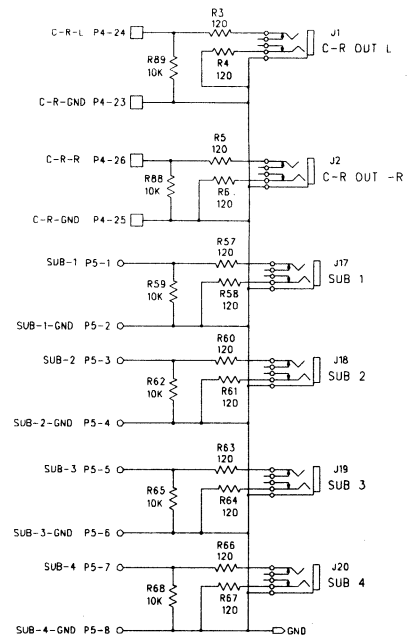 R3
120
J1
C-R-L P4-24
C-R OUT L
R89
10K
R4
120
C-R-GND P4-23
R5
120
J2
C-R-R P4-26
C-R OUT -R
R88
10K
R6.
120
C-R-GND P4-25
R57
120
SUB-1 P5-1
J17
SUB 1
R59
10K
R58
120
SUB-1-GND P5-2
R60
120
SUB-2 P5-3
J18
SUB 2
R62
10K
R61
120
SUB-2-GND P5-4
R63
120
SUB-3 P5-5
J19
SUB 3
R65
10K
R64
120
SUB-3-GND P5-6
R66
120
SUB-4 P5-7
J20
SUB 4
R68
10K
R67
120
SUB-4-GND P5-8
GND